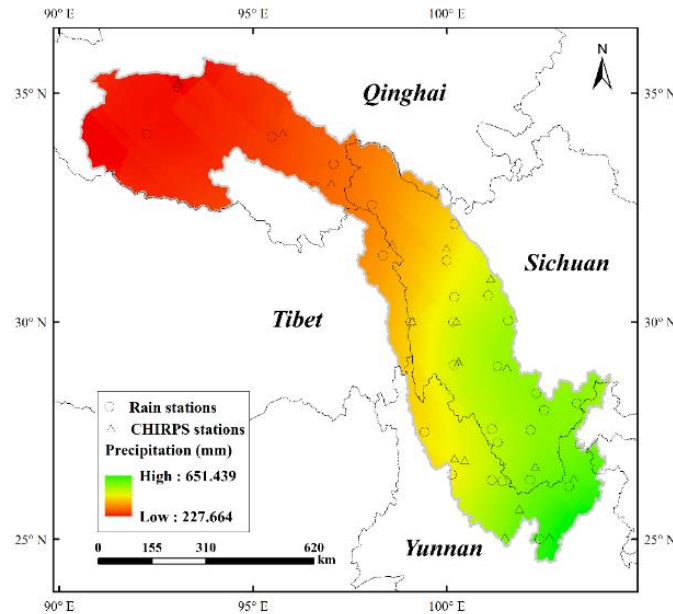 90° E 95° E 100° E
N
35° N 35° N
Qinghai
Sichuan
Tibet
30° N 30° N
Rain stations
CHIRPS stations
Precipitation (mm)
High : 651.439
Low : 227.664
25° N 25° N
0 155 310 620
km
Yunnan
90° E 95° E 100° E